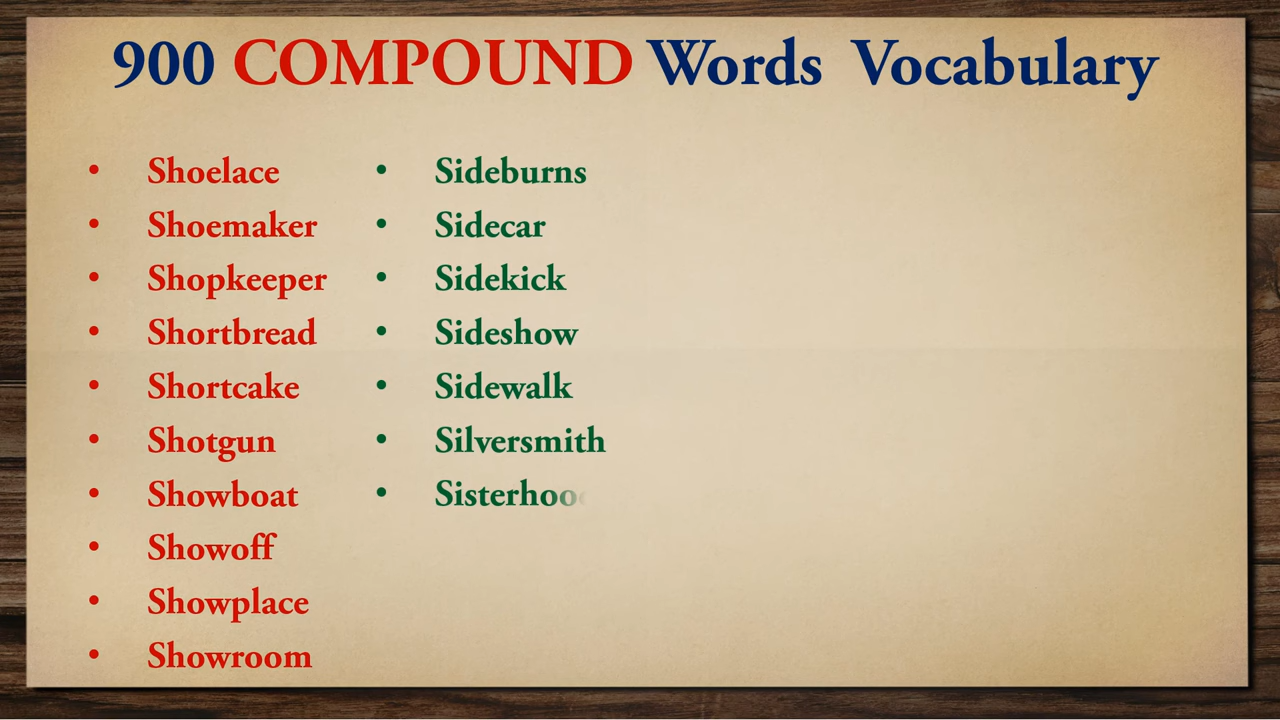 900 COMPOUND Words Vocabulary
• Shoelace
• Shoemaker
• Shopkeeper
• Shortbread
• Shortcake
• Shotgun
• Showboat
• Showoff
• Showplace
• Showroom
• Sideburns
• Sidecar
• Sidekick
• Sideshow
• Sidewalk
• Silversmith
• Sisterhoo